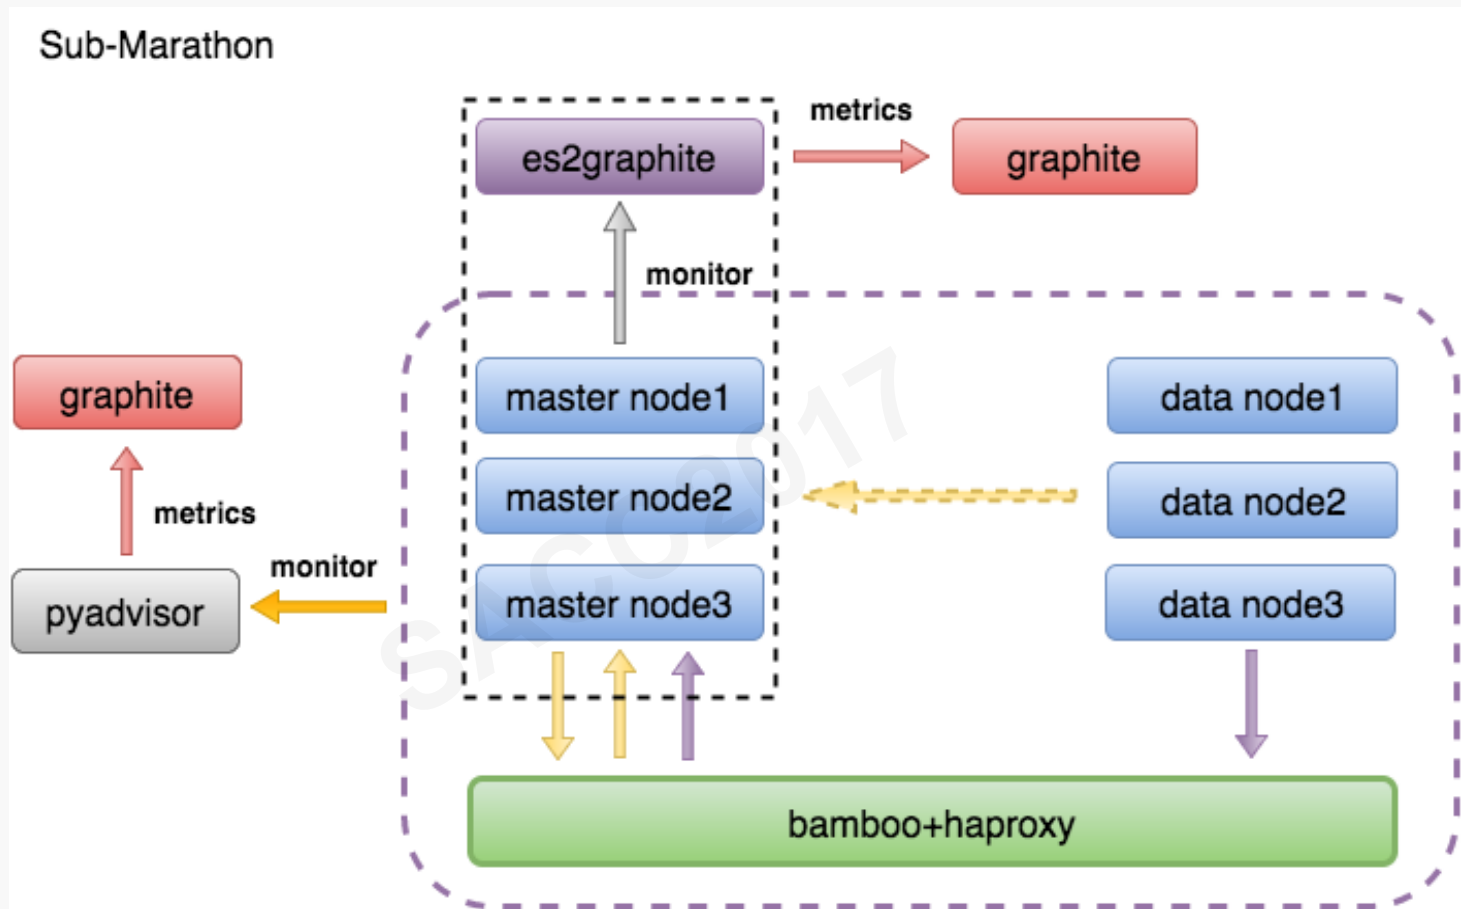 Sub-Marathon
metrics
es2graphite
graphite
monitor
graphite
master node1
data node1
metrics
master node2
data node2
monitor
pyadvisor
master node3
data node3
bamboo+haproxy
SACC2017